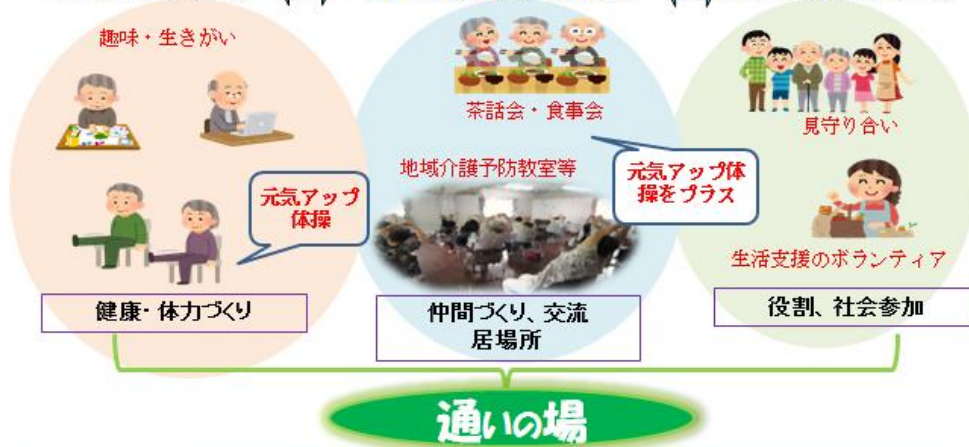 趣味・生きがい
元気アップ
体操
健康・体力づくり
茶話会・食事会
地域介護予防教室等
元気アップ体
操をプラス
仲間づくり、交流
居場所
見守り合い
生活支援のボランティア
役割、社会参加
通いの場